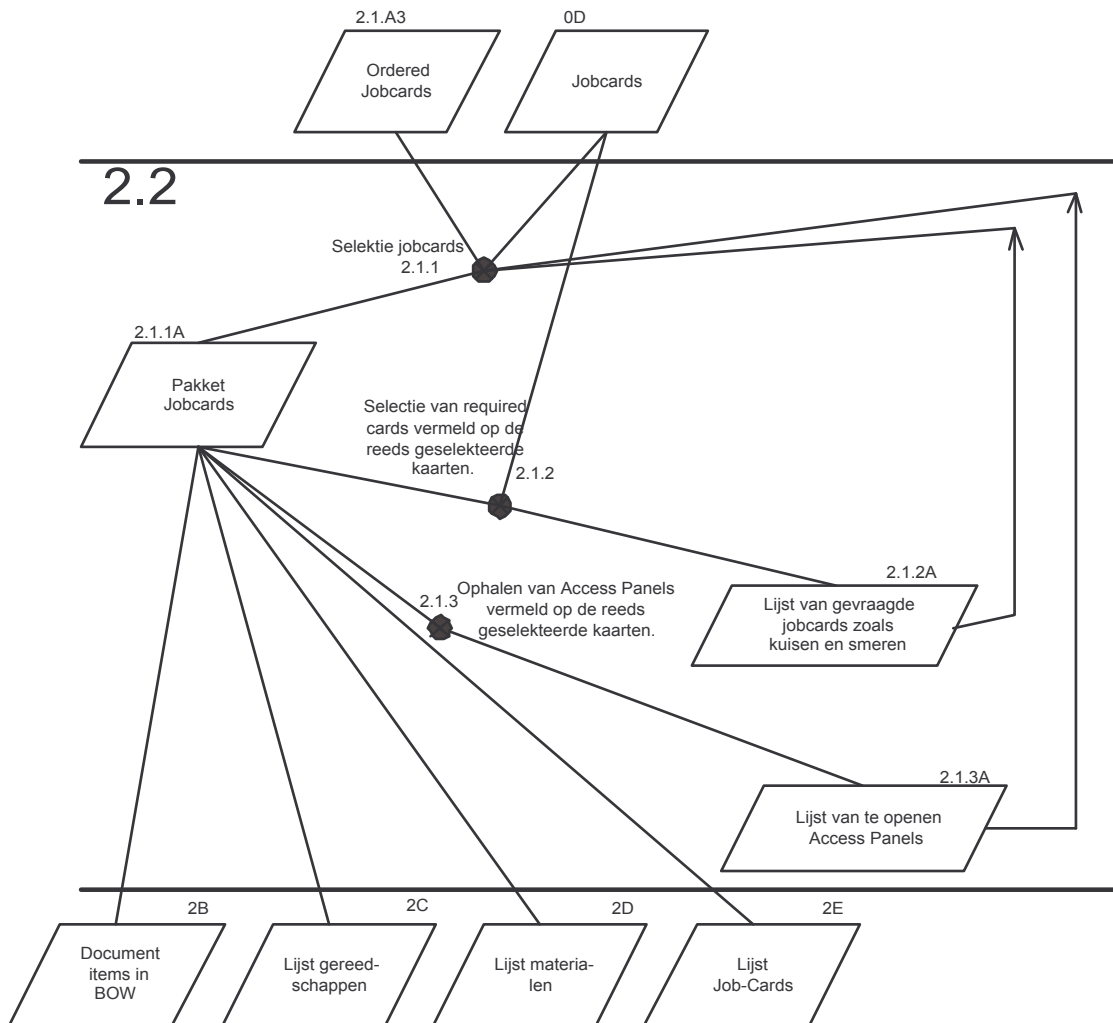 2.1.A3
0D
Ordered
Jobcards
Jobcards
2.2
Selektie jobcards
2.1.1
2.1.1A
Pakket
Jobcards
Selectie van required
cards vermeld op de
reeds geselekteerde
kaarten.
2.1.2
2.1.2A
Lijst van gevraagde
jobcards zoals
kuisen en smeren
2.1.3
Ophalen van Access Panels
vermeld op de reeds
geselekteerde kaarten.
2.1.3A
Lijst van te openen
Access Panels
2B
Document
items in
BOW
2C
Lijst gereed-
schappen
2D
Lijst materia-
len
2E
Lijst
Job-Cards